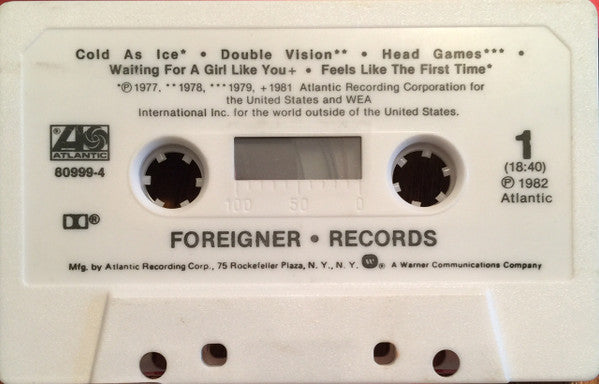 Cold As Ice* • Double Vision** • Head Games*** •
Waiting For A Girl Like You+ • Feels Like The First Time*
*℗ 1977, **1978, ***1979, +1981 Atlantic Recording Corporation for
the United States and WEA
International Inc. for the world outside of the United States.
ATLANTIC
80999-4
1
(18:40)
℗ 1982
Atlantic
100 50 0
FOREIGNER • RECORDS
Mfg. by Atlantic Recording Corp., 75 Rockefeller Plaza, N. Y., N. Y. W ® A Warner Communications Company